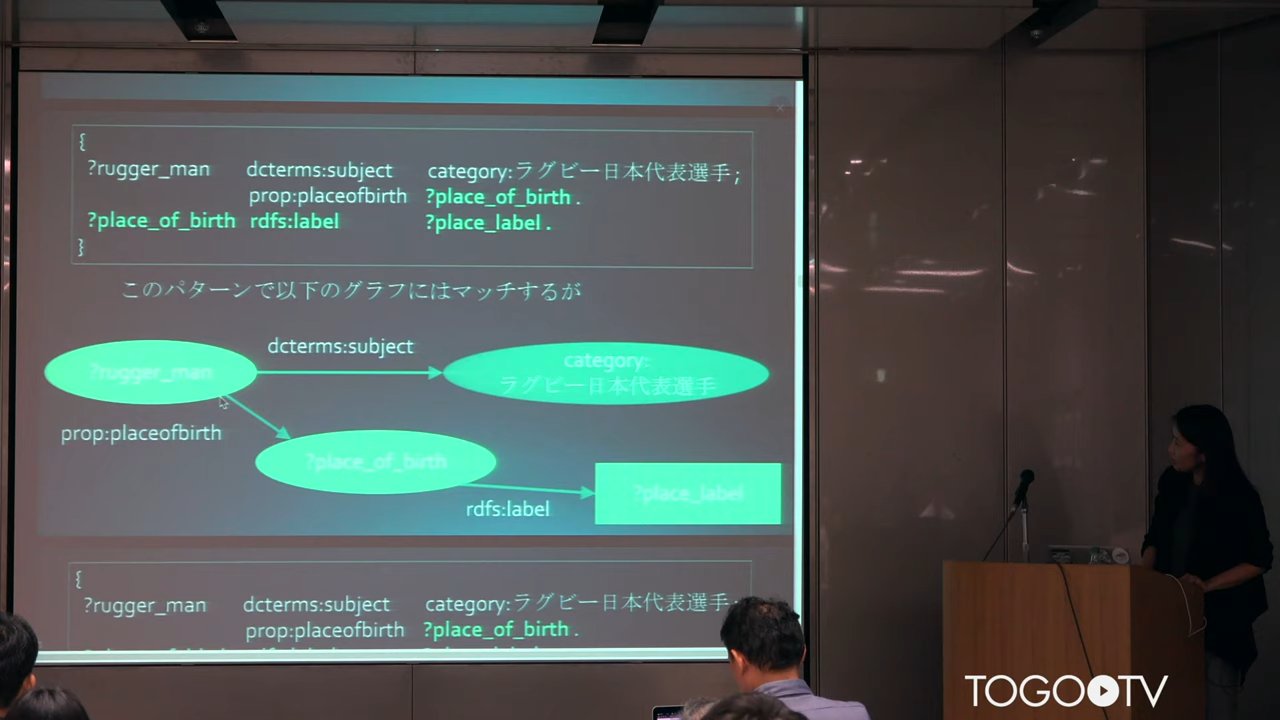 {
?rugger_man dcterms:subject category:ラグビー日本代表選手;
prop:placeofbirth ?place_of_birth .
?place_of_birth rdfs:label ?place_label .
}
このパターンで以下のグラフにはマッチするが
dcterms:subject
?rugger_man
category:
ラグビー日本代表選手
prop:placeofbirth
?place_of_birth
?place_label
rdfs:label
{
?rugger_man dcterms:subject category:ラグビー日本代表選手
prop:placeofbirth ?place_of_birth .
TOGOTV